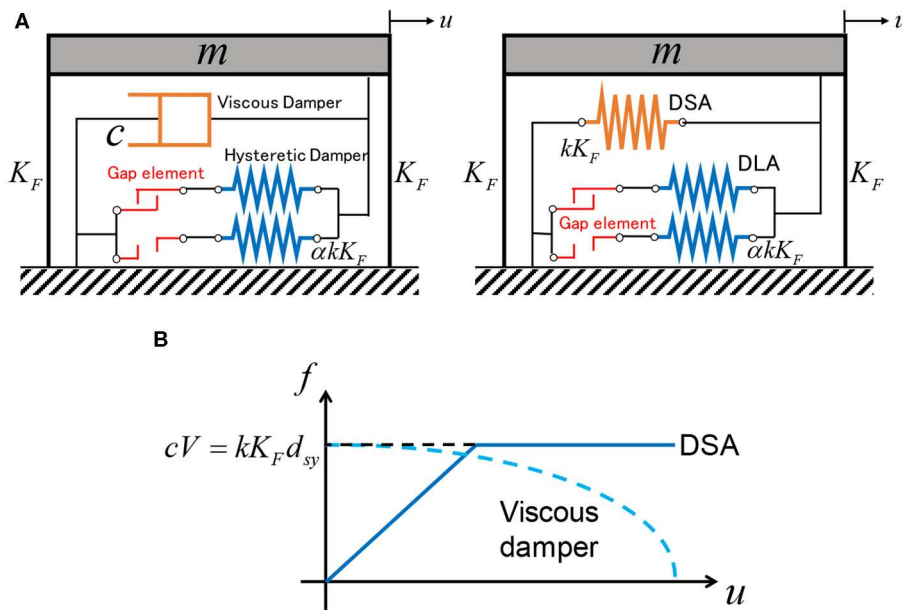 A
u
m
Viscous Damper
c
Hysteretic Damper
Gap element
K_F
K_F
αkK_F
u
m
DSA
kK_F
DLA
K_F
K_F
Gap element
αkK_F
B
f
cV = kK_F d_sy
DSA
Viscous
damper
u